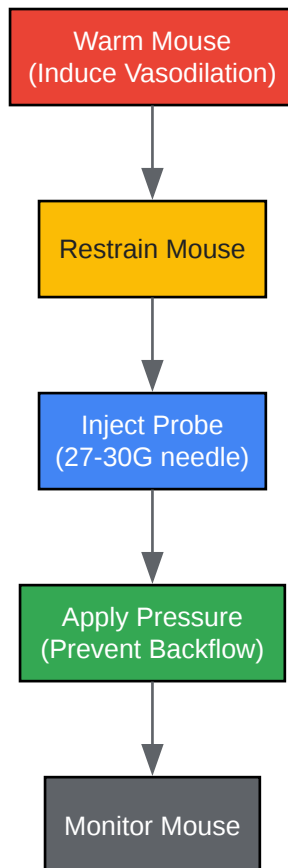 Warm Mouse
(Induce Vasodilation)
Restrain Mouse
Inject Probe
(27-30G needle)
Apply Pressure
(Prevent Backflow)
Monitor Mouse